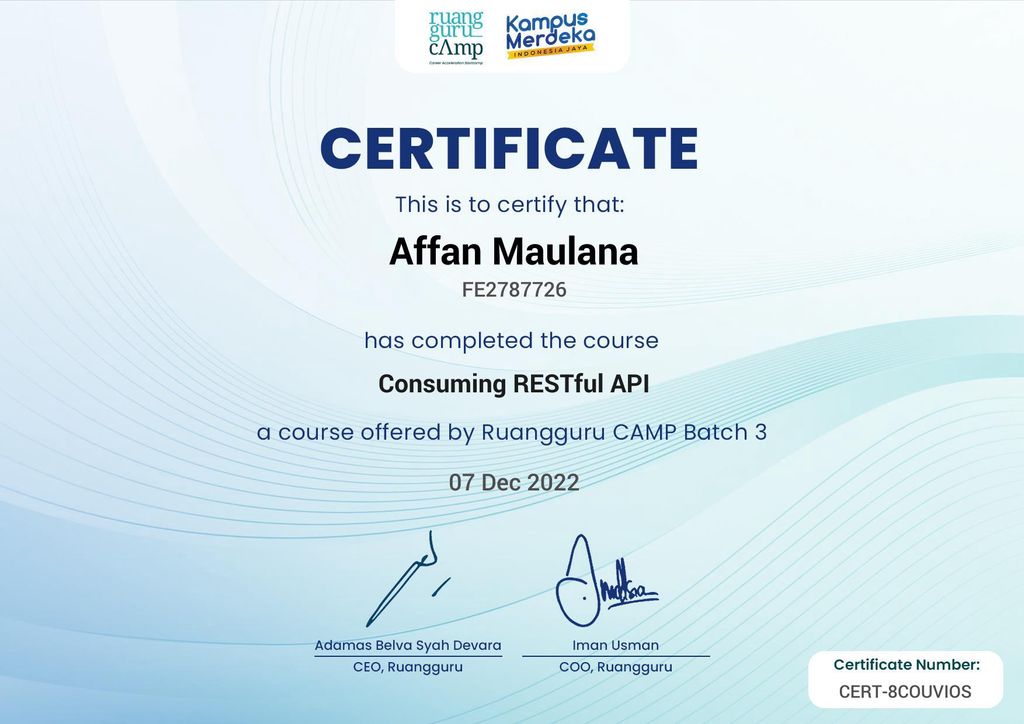 ruang
guru
cAmp
Career Acceleration Bootcamp
Kampus
Merdeka
INDONESIA JAYA
CERTIFICATE
This is to certify that:
Affan Maulana
FE2787726
has completed the course
Consuming RESTful API
a course offered by Ruangguru CAMP Batch 3
07 Dec 2022
Adamas Belva Syah Devara
CEO, Ruangguru
Iman Usman
COO, Ruangguru
Certificate Number:
CERT-8COUVIOS